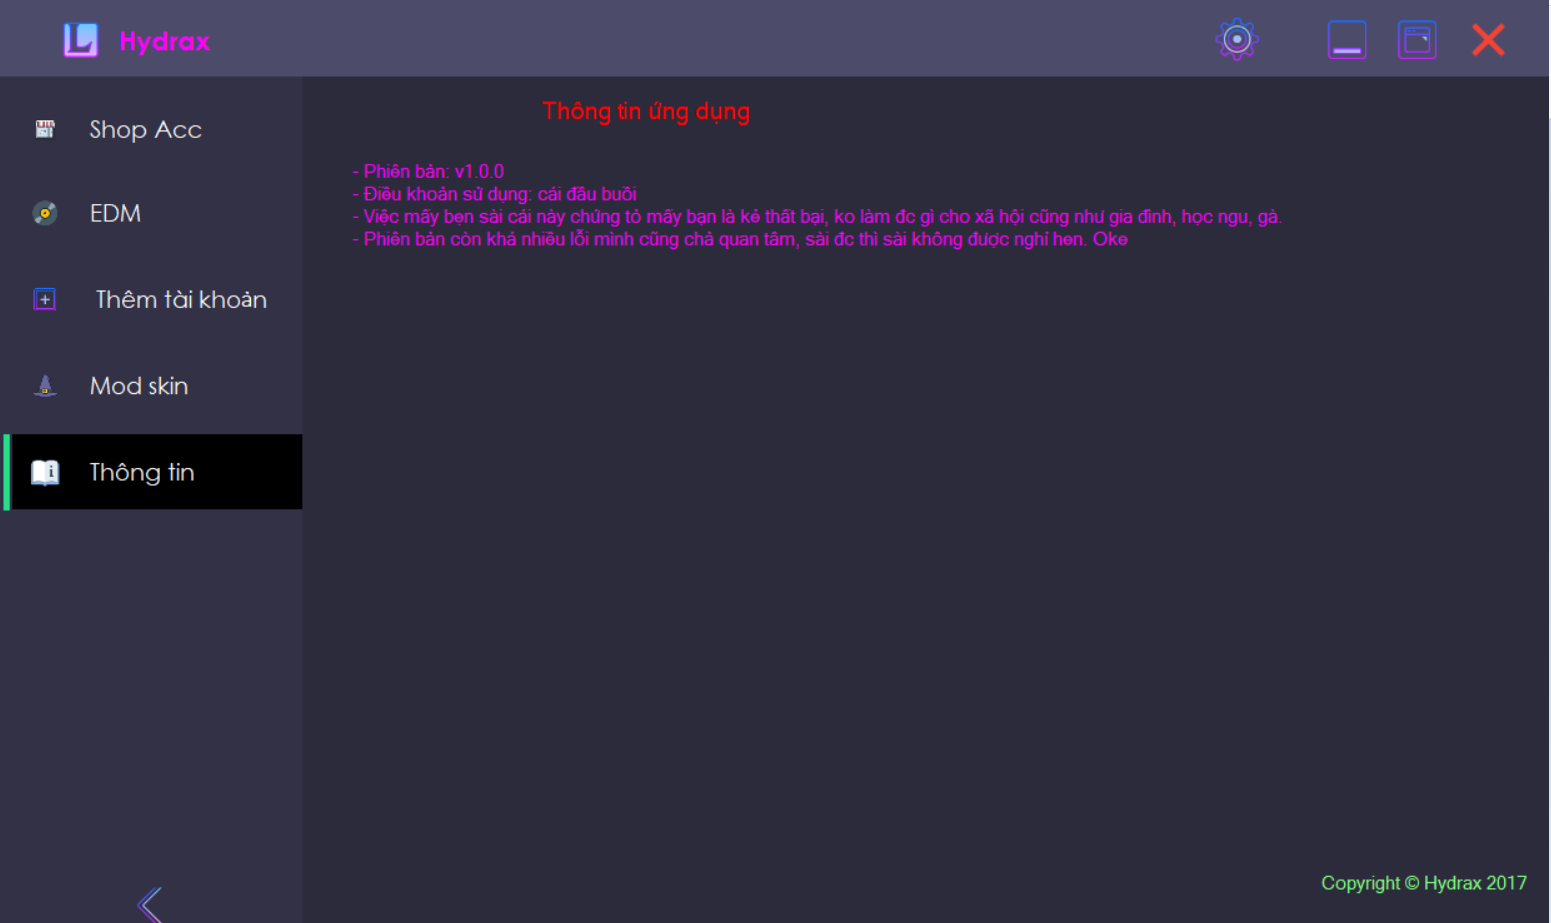 Hydrax
Thông tin ứng dụng
Shop Acc
EDM
Thêm tài khoản
Mod skin
Thông tin
- Phiên bản: v1.0.0
- Điều khoản sử dụng: cái đầu buồi
- Việc mấy bẹn sài cái này chứng tỏ mấy bạn là kẻ thất bại, ko làm đc gì cho xã hội cũng như gia đình, học ngu, gà.
- Phiên bản còn khá nhiều lỗi mình cũng chả quan tâm, sài đc thì sài không được nghỉ hen. Oke
Copyright © Hydrax 2017